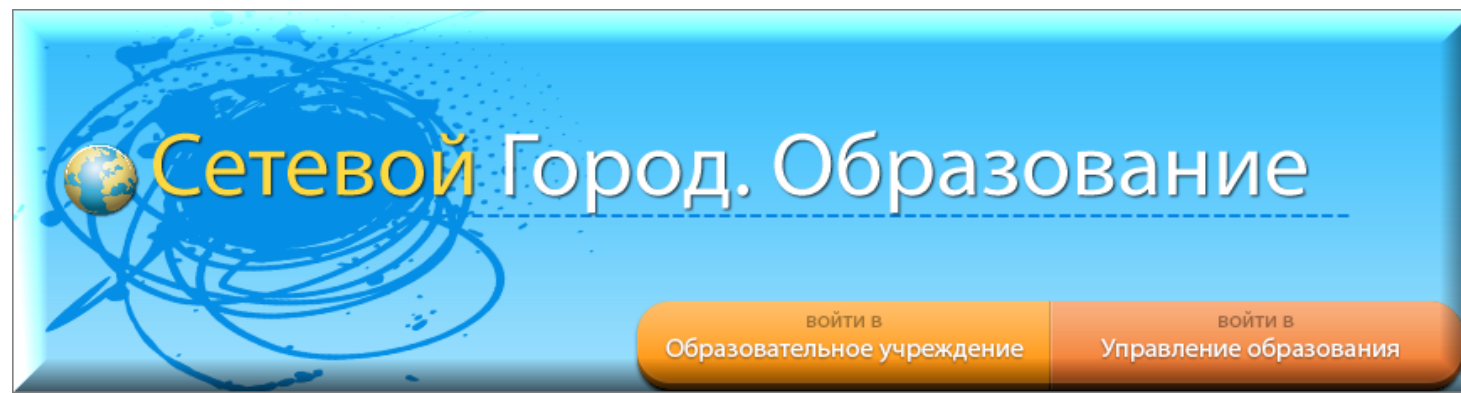 Сетевой Город. Образование
войти в
Образовательное учреждение
войти в
Управление образования